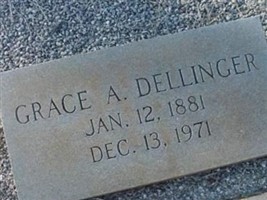 GRACE A. DELLINGER
JAN. 12, 1881
DEC. 13, 1971